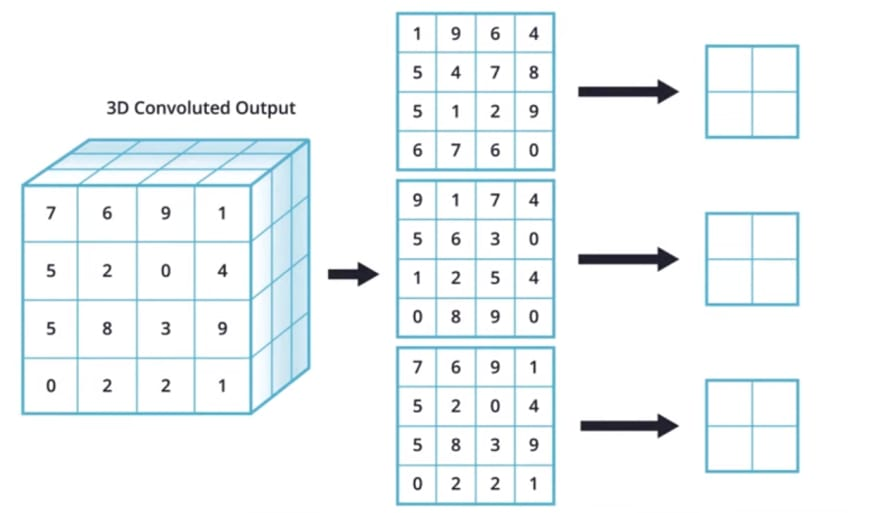 3D Convoluted Output
7 6 9 1
5 2 0 4
5 8 3 9
0 2 2 1
1 9 6 4
5 4 7 8
5 1 2 9
6 7 6 0
9 1 7 4
5 6 3 0
1 2 5 4
0 8 9 0
7 6 9 1
5 2 0 4
5 8 3 9
0 2 2 1